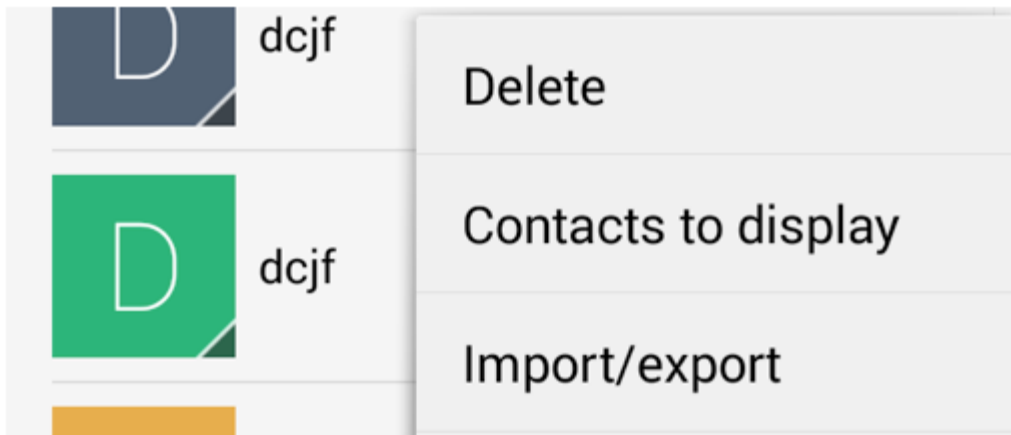 D
dcjf
D
dcjf
Delete
Contacts to display
Import/export